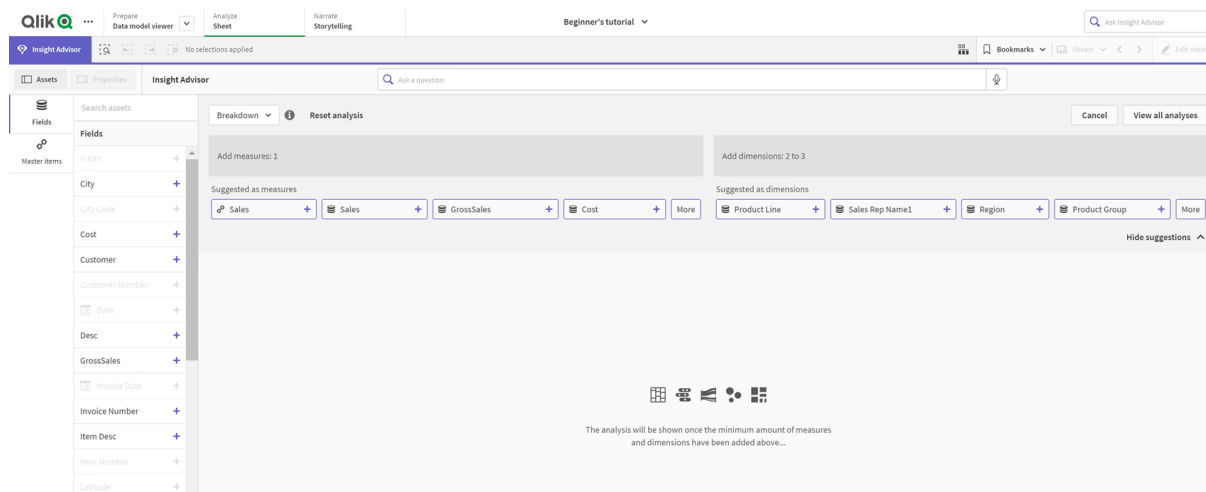 Qlik
...
Prepare
Data model viewer
Analyze
Sheet
Narrate
Storytelling
Beginner's tutorial
Ask Insight Advisor
Insight Advisor
No selections applied
Bookmarks
Sheets
Edit shee
Assets
Properties
Insight Advisor
Ask a question
Fields
Master items
Search assets
Fields
%KEY
City
City Code
Cost
Customer
Customer Number
Date
Desc
GrossSales
Invoice Date
Invoice Number
Item Desc
Item Number
Latitude
Breakdown
Reset analysis
Cancel
View all analyses
Add measures: 1
Add dimensions: 2 to 3
Suggested as measures
Sales
Sales
GrossSales
Cost
More
Suggested as dimensions
Product Line
Sales Rep Name1
Region
Product Group
More
Hide suggestions
The analysis will be shown once the minimum amount of measures
and dimensions have been added above...